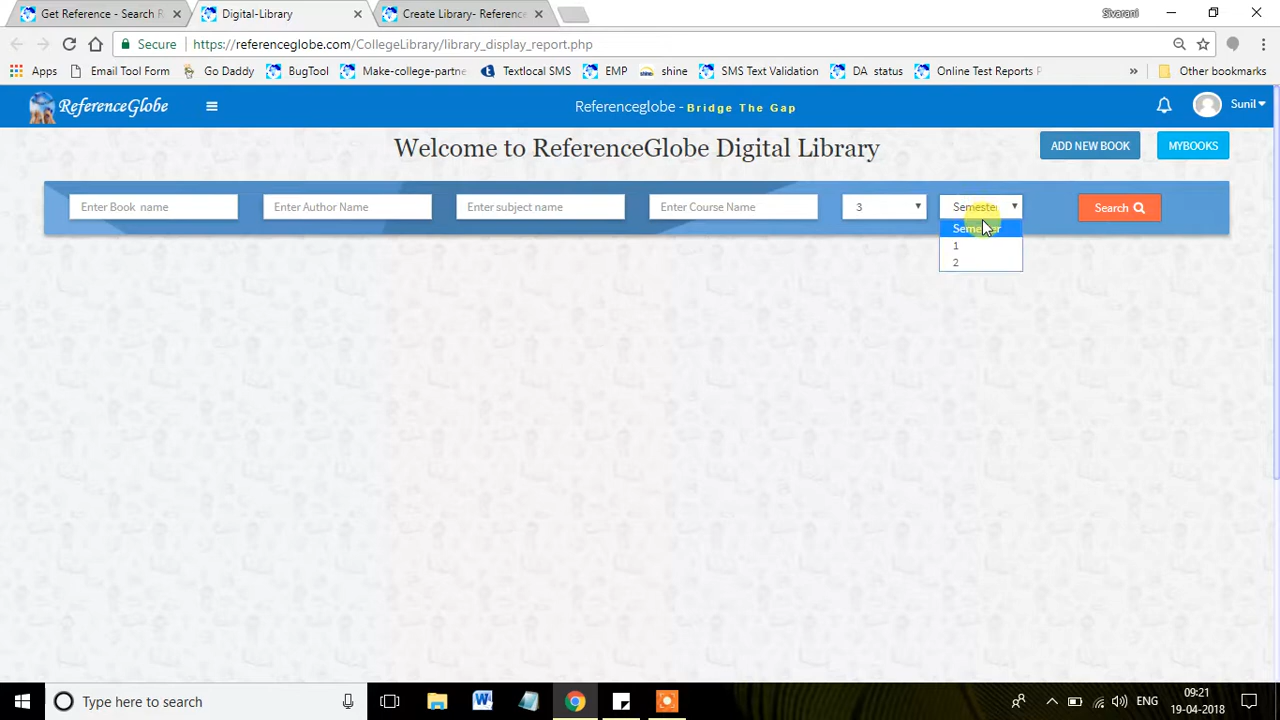 Get Reference - Search R
Digital-Library
Create Library- Reference
Sivarani
Secure
https://referenceglobe.com/CollegeLibrary/library_display_report.php
Apps
Email Tool Form
Go Daddy
BugTool
Make-college-partne
Textlocal SMS
EMP
shine
shine
SMS Text Validation
DA status
Online Test Reports P
»
Other bookmarks
ReferenceGlobe
Referenceglobe - Bridge The Gap
Sunil
Welcome to ReferenceGlobe Digital Library
ADD NEW BOOK
MYBOOKS
Enter Book name
Enter Author Name
Enter subject name
Enter Course Name
3
Semester
Search
Semester
1
2
Type here to search
ENG
09:21
19-04-2018